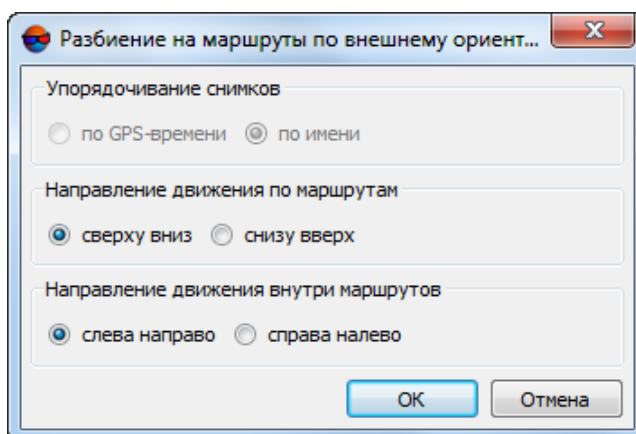 Разбиение на маршруты по внешнему ориент...
Упорядочивание снимков
по GPS-времени по имени
Направление движения по маршрутам
сверху вниз снизу вверх
Направление движения внутри маршрутов
слева направо справа налево
ОК Отмена